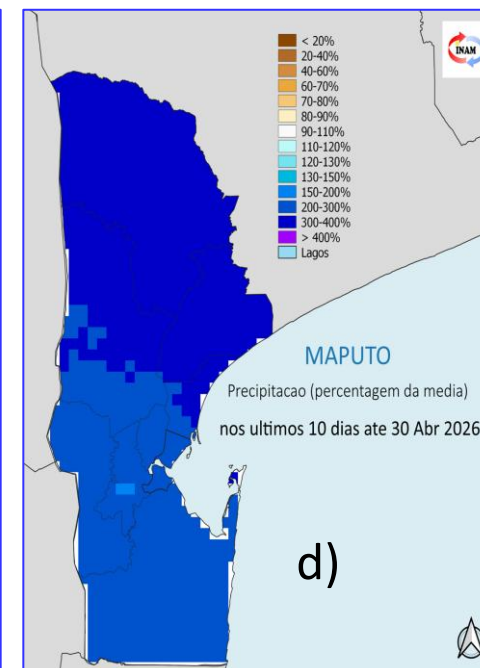 INAM
< 20%
20-40%
40-60%
60-70%
70-80%
80-90%
90-110%
110-120%
120-130%
130-150%
150-200%
200-300%
300-400%
> 400%
Lagos
MAPUTO
Precipitacao (percentagem da media)
nos ultimos 10 dias ate 30 Abr 2026
d)